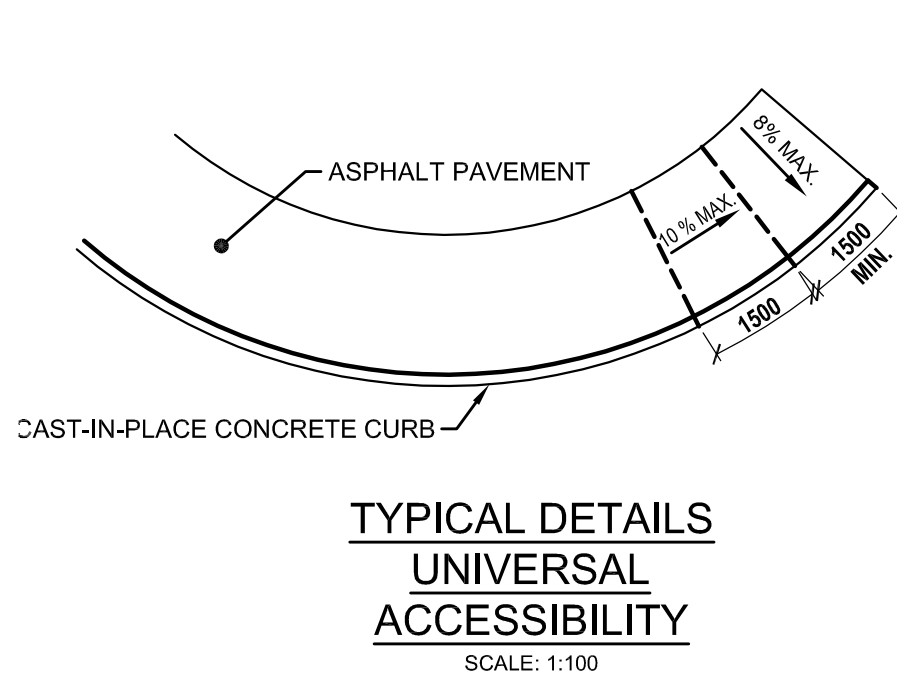 8% MAX.
ASPHALT PAVEMENT
10 % MAX.
1500
MIN.
1500
CAST-IN-PLACE CONCRETE CURB
TYPICAL DETAILS
UNIVERSAL
ACCESSIBILITY
SCALE: 1:100